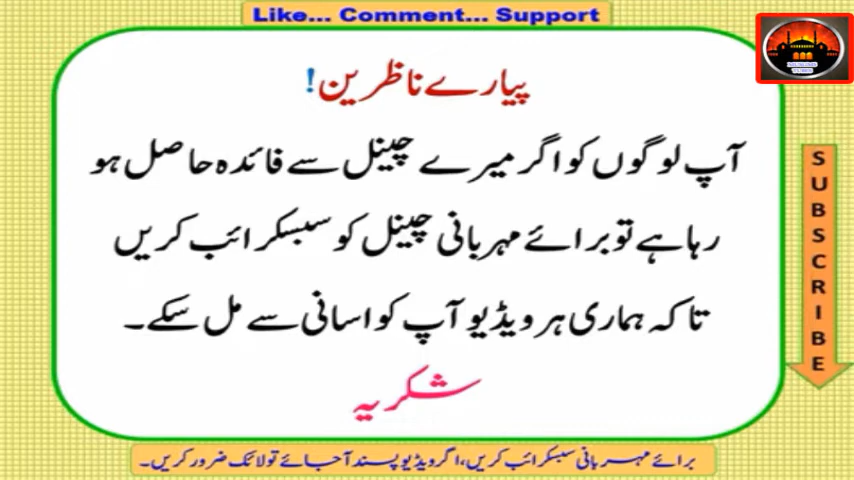 Like... Comment... Support
پیارے ناظرین!
آپ لوگوں کو اگر میرے چینل سے فائدہ حاصل ہو
رہا ہے تو برائے مہربانی چینل کو سبسکرائب کریں
تاکہ ہماری ہر ویڈیو آپ کو اسانی سے مل سکے۔
شکریہ
SUBSCRIBE
برائے مہربانی سبسکرائب کریں، اگر ویڈیو پسند آجائے تو لائک ضرور کریں۔